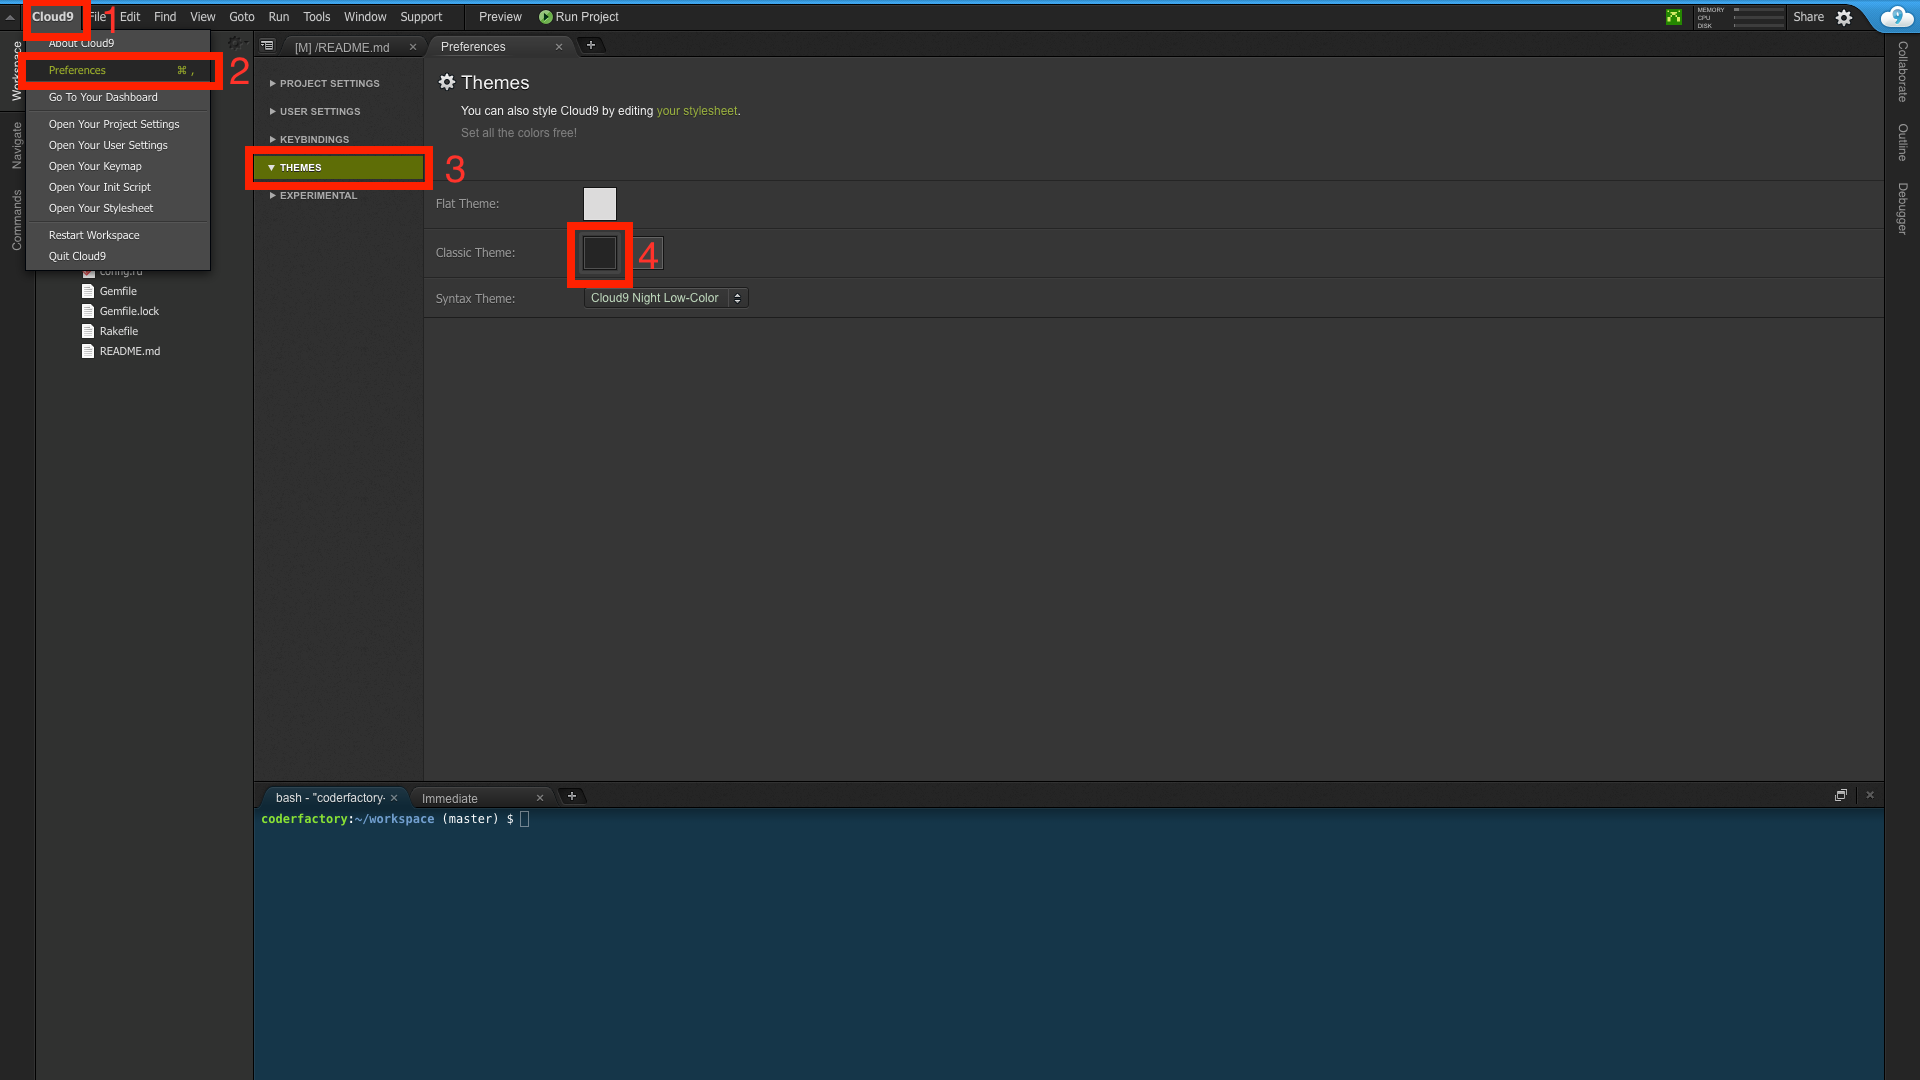 Cloud9 File Edit Find View Goto Run Tools Window Support Preview Run Project
1
MEMORY
CPU
DISK
Share
9
About Cloud9
Preferences ⌘ ,
2
Go To Your Dashboard
Open Your Project Settings
Open Your User Settings
Open Your Keymap
Open Your Init Script
Open Your Stylesheet
Restart Workspace
Quit Cloud9
Workspace
Navigate
Commands
config.ru
Gemfile
Gemfile.lock
Rakefile
README.md
[M] /README.md × Preferences × +
PROJECT SETTINGS
USER SETTINGS
KEYBINDINGS
THEMES
3
EXPERIMENTAL
Themes
You can also style Cloud9 by editing your stylesheet.
Set all the colors free!
Flat Theme:
Classic Theme:
4
Syntax Theme: Cloud9 Night Low-Color
Collaborate
Outline
Debugger
bash - "coderfactory- × Immediate × +
coderfactory:~/workspace (master) $